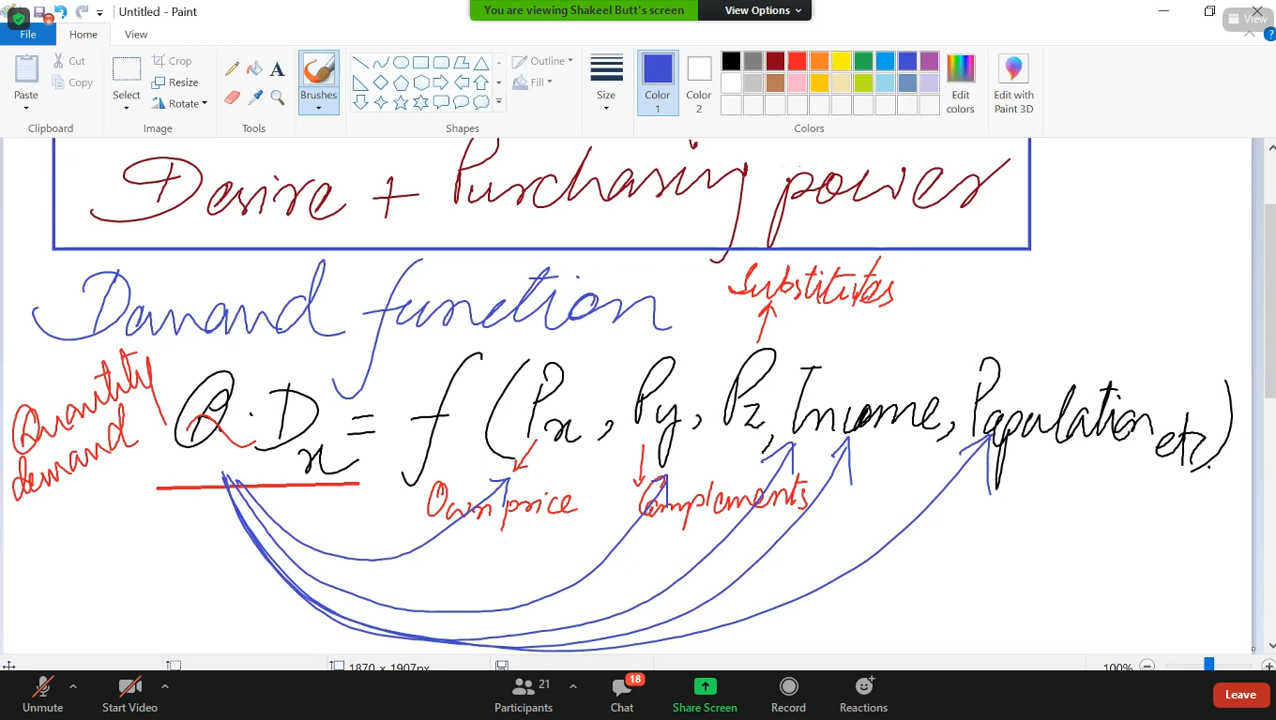 Untitled - Paint
You are viewing Shakeel Butt's screen
View Options
View
File Home View
Paste
Cut
Copy
Select
Crop
Resize
Rotate
Brushes
Outline
Fill
Size
Color 1
Color 2
Edit colors
Edit with Paint 3D
Clipboard Image Tools Shapes Colors
Desire + Purchasing power
Demand function
Substitutes
Quantity demand
Q.Dx = f (Px, Py, Pz, Income, Population etc.)
Own price
Complements
1870 × 1907px
100%
Unmute
Start Video
21
Participants
18
Chat
Share Screen
Record
Reactions
Leave